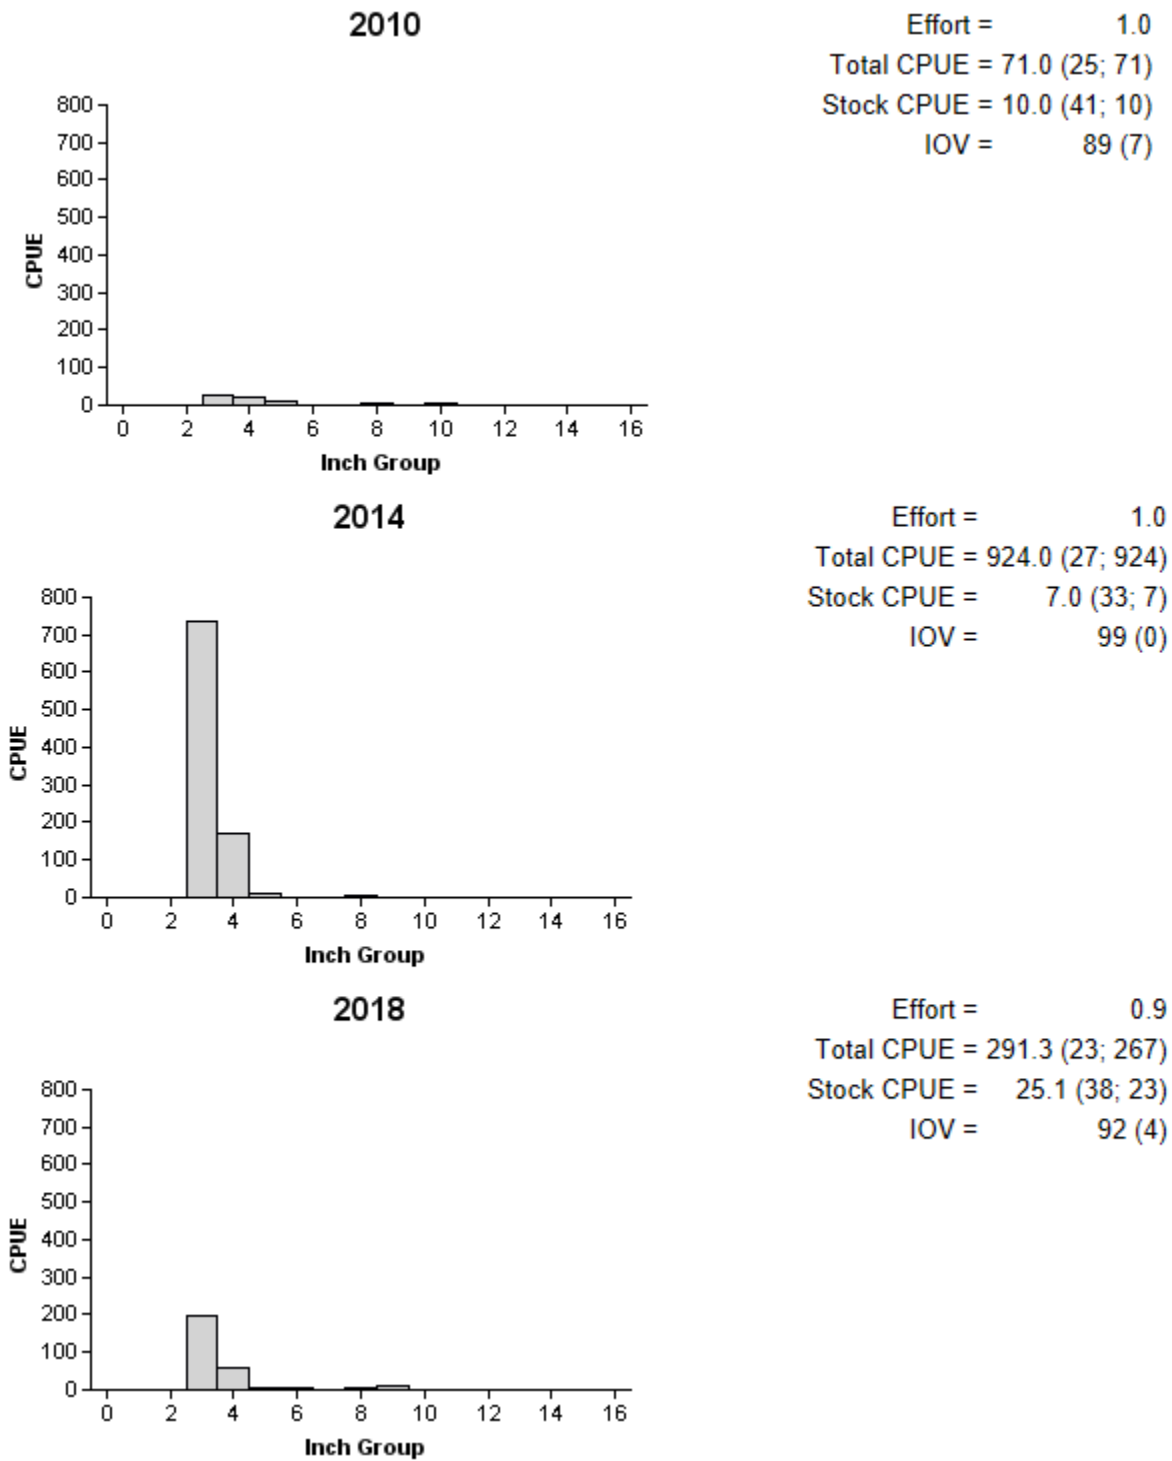 2010
Effort = 1.0
Total CPUE = 71.0 (25; 71)
Stock CPUE = 10.0 (41; 10)
IOV = 89 (7)
800
700
600
500
400
300
200
100
0
CPUE
0 2 4 6 8 10 12 14 16
Inch Group
2014
Effort = 1.0
Total CPUE = 924.0 (27; 924)
Stock CPUE = 7.0 (33; 7)
IOV = 99 (0)
800
700
600
500
400
300
200
100
0
CPUE
0 2 4 6 8 10 12 14 16
Inch Group
2018
Effort = 0.9
Total CPUE = 291.3 (23; 267)
Stock CPUE = 25.1 (38; 23)
IOV = 92 (4)
800
700
600
500
400
300
200
100
0
CPUE
0 2 4 6 8 10 12 14 16
Inch Group